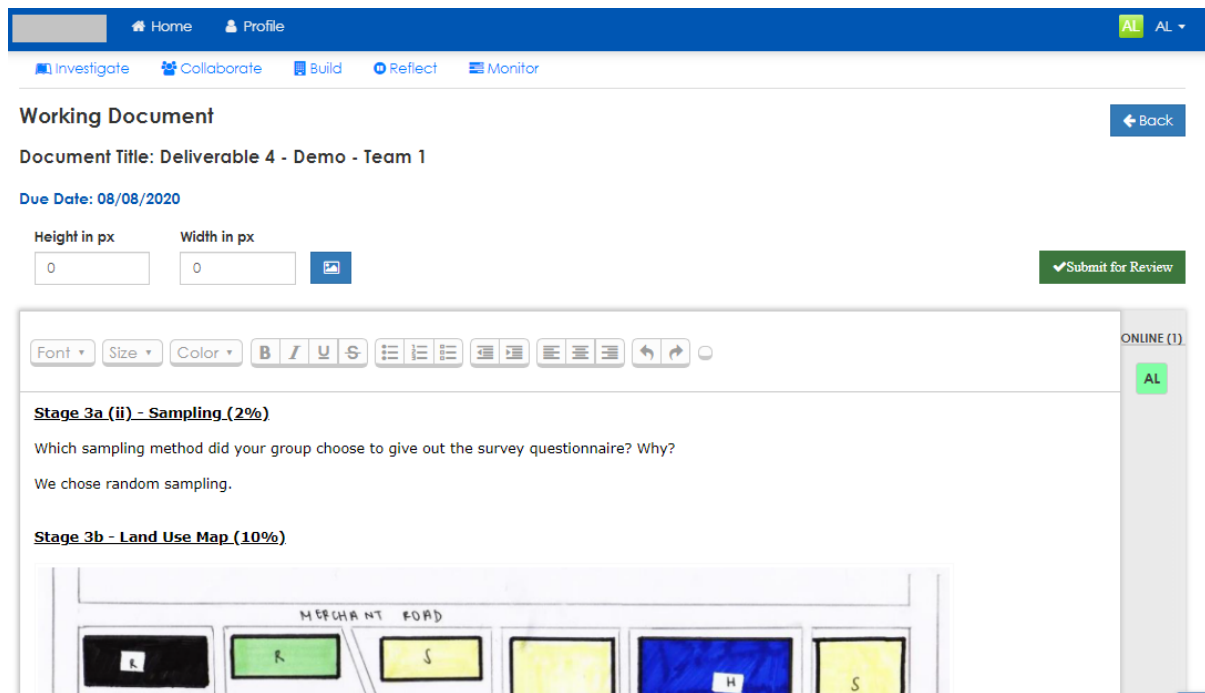 Home Profile AL AL
Investigate Collaborate Build Reflect Monitor
Working Document
Back
Document Title: Deliverable 4 - Demo - Team 1
Due Date: 08/08/2020
Height in px Width in px
0 0
Submit for Review
Font Size Color B I U S
ONLINE (1)
AL
Stage 3a (ii) - Sampling (2%)
Which sampling method did your group choose to give out the survey questionnaire? Why?
We chose random sampling.
Stage 3b - Land Use Map (10%)
MERCHANT ROAD
R R S H S